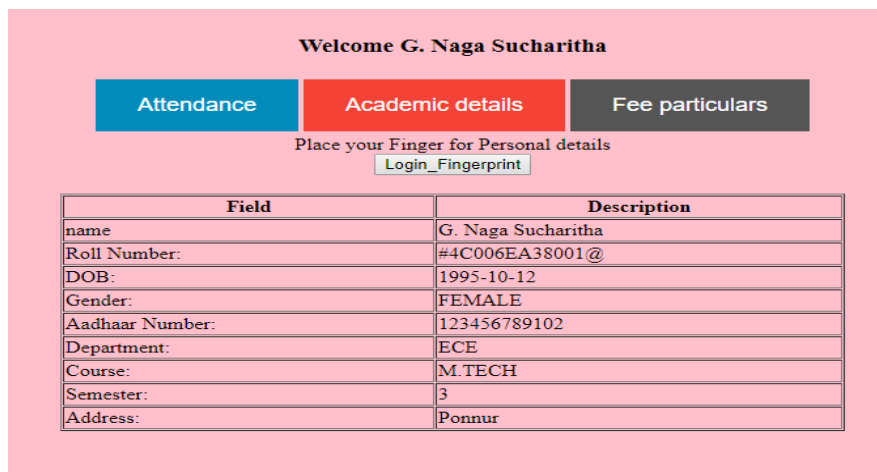 Welcome G. Naga Sucharitha
Attendance Academic details Fee particulars
Place your Finger for Personal details
Login_Fingerprint
Field Description
name G. Naga Sucharitha
Roll Number: #4C006EA38001@
DOB: 1995-10-12
Gender: FEMALE
Aadhaar Number: 123456789102
Department: ECE
Course: M.TECH
Semester: 3
Address: Ponnur